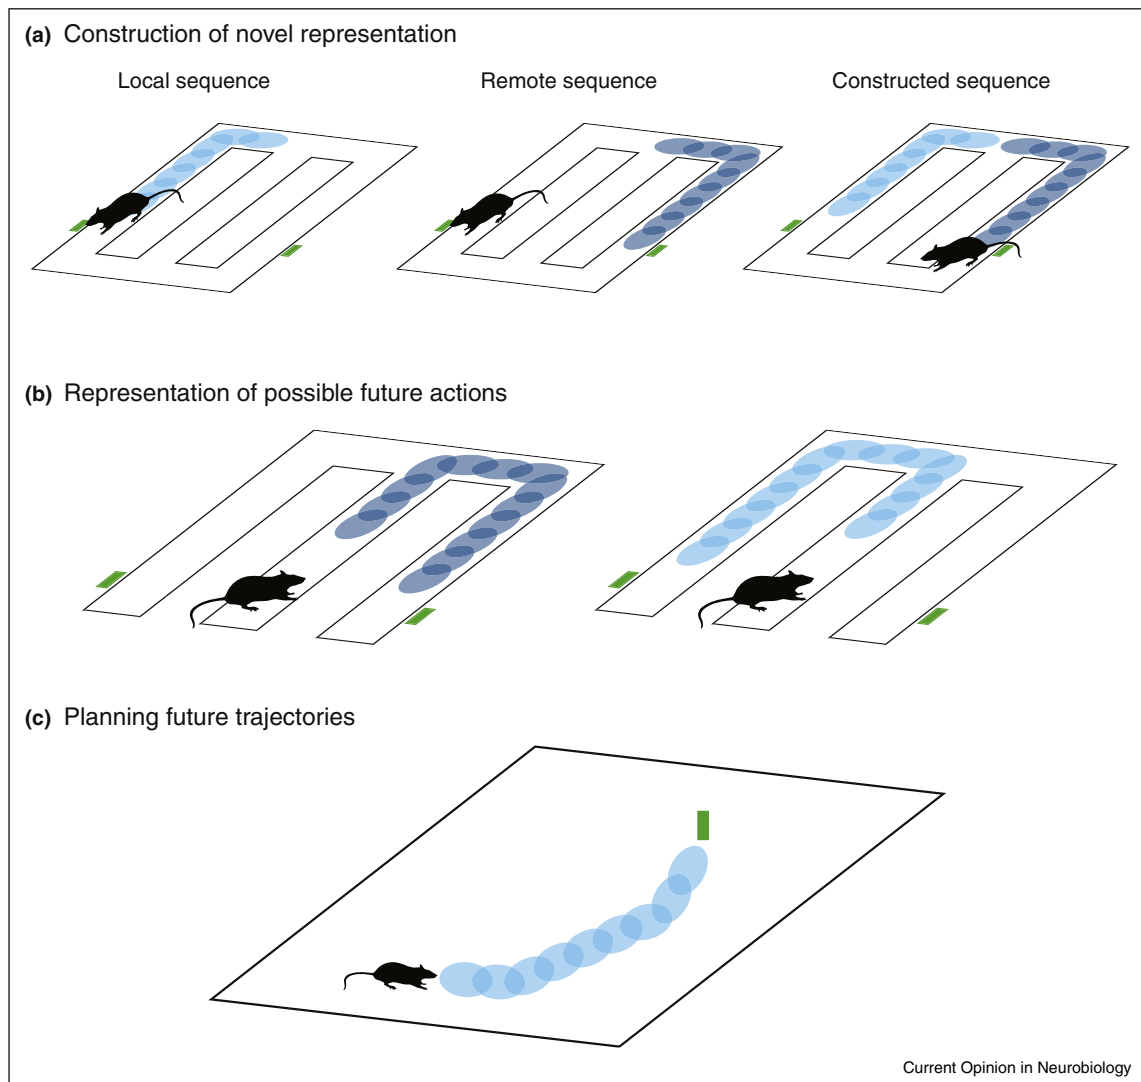 (a) Construction of novel representation
Local sequence
Remote sequence
Constructed sequence
(b) Representation of possible future actions
(c) Planning future trajectories
Current Opinion in Neurobiology